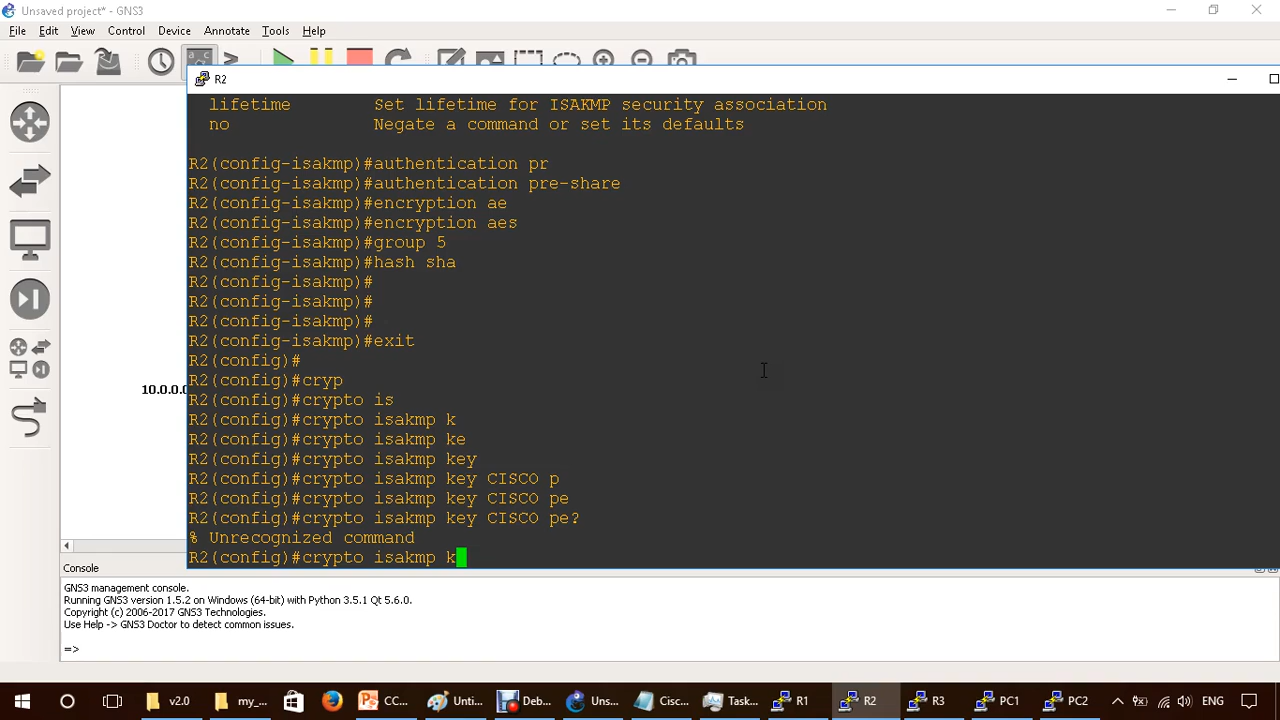 Unsaved project* - GNS3
File Edit View Control Device Annotate Tools Help
R2
lifetime Set lifetime for ISAKMP security association
no Negate a command or set its defaults
R2(config-isakmp)#authentication pr
R2(config-isakmp)#authentication pre-share
R2(config-isakmp)#encryption ae
R2(config-isakmp)#encryption aes
R2(config-isakmp)#group 5
R2(config-isakmp)#hash sha
R2(config-isakmp)#
R2(config-isakmp)#
R2(config-isakmp)#
R2(config-isakmp)#exit
R2(config)#
R2(config)#cryp
R2(config)#crypto is
R2(config)#crypto isakmp k
R2(config)#crypto isakmp ke
R2(config)#crypto isakmp key
R2(config)#crypto isakmp key CISCO p
R2(config)#crypto isakmp key CISCO pe
R2(config)#crypto isakmp key CISCO pe?
% Unrecognized command
R2(config)#crypto isakmp k
10.0.0.0
Console
GNS3 management console.
Running GNS3 version 1.5.2 on Windows (64-bit) with Python 3.5.1 Qt 5.6.0.
Copyright (c) 2006-2017 GNS3 Technologies.
Use Help -> GNS3 Doctor to detect common issues.
=>
v2.0 my_... CC... Unti... Deb... Uns... Cisc... Task... R1 R2 R3 PC1 PC2 ENG